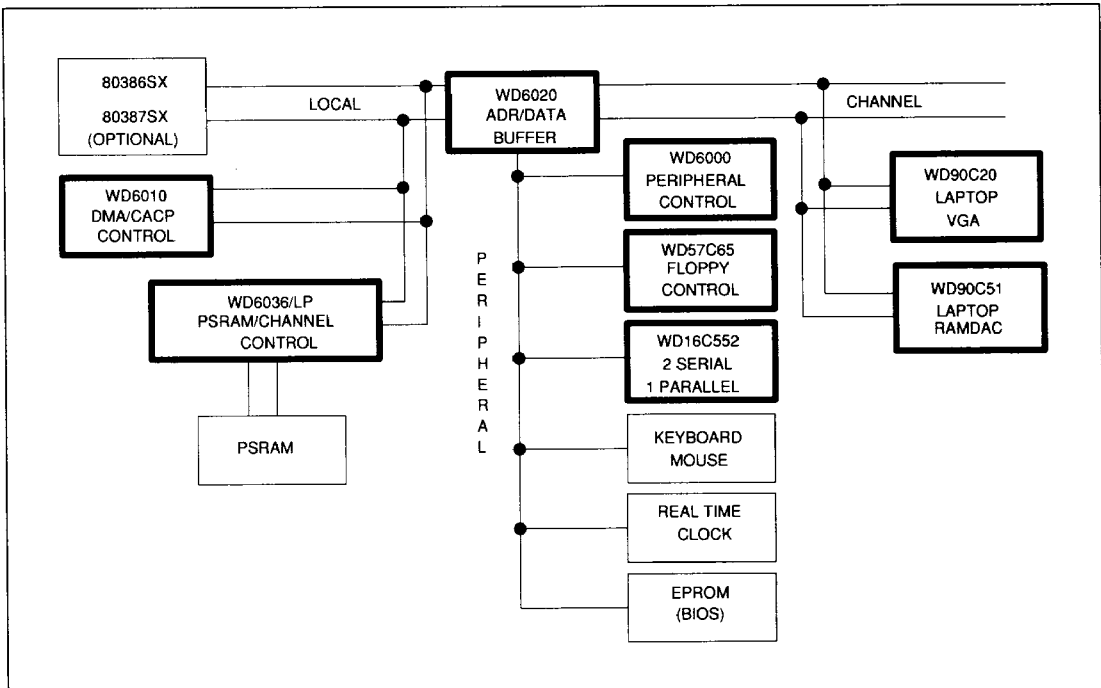 80386SX
80387SX
(OPTIONAL)
LOCAL
WD6020
ADR/DATA
BUFFER
CHANNEL
WD6010
DMA/CACP
CONTROL
WD6036/LP
PSRAM/CHANNEL
CONTROL
PSRAM
PERIPHERAL
WD6000
PERIPHERAL
CONTROL
WD57C65
FLOPPY
CONTROL
WD16C552
2 SERIAL
1 PARALLEL
KEYBOARD
MOUSE
REAL TIME
CLOCK
EPROM
(BIOS)
WD90C20
LAPTOP
VGA
WD90C51
LAPTOP
RAMDAC